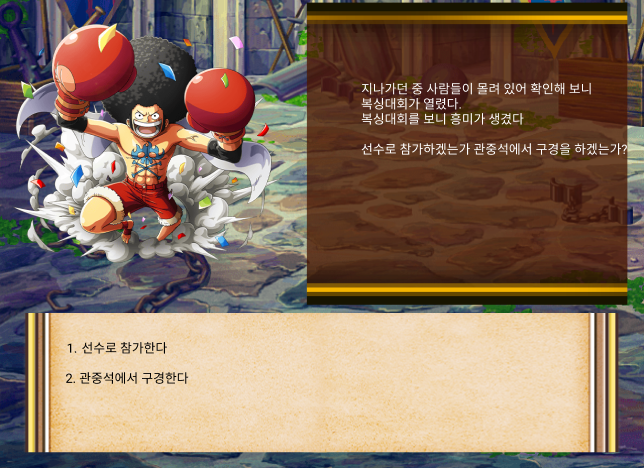 지나가던 중 사람들이 몰려 있어 확인해 보니
복싱대회가 열렸다.
복싱대회를 보니 흥미가 생겼다
선수로 참가하겠는가 관중석에서 구경을 하겠는가?
1. 선수로 참가한다
2. 관중석에서 구경한다